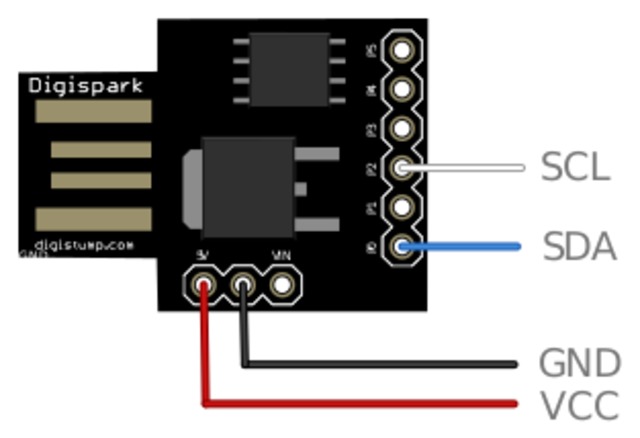 Digispark
P5
P4
P3
P2
SCL
P1
P0
SDA
digistump.com
GND
5V
VIN
GND
VCC